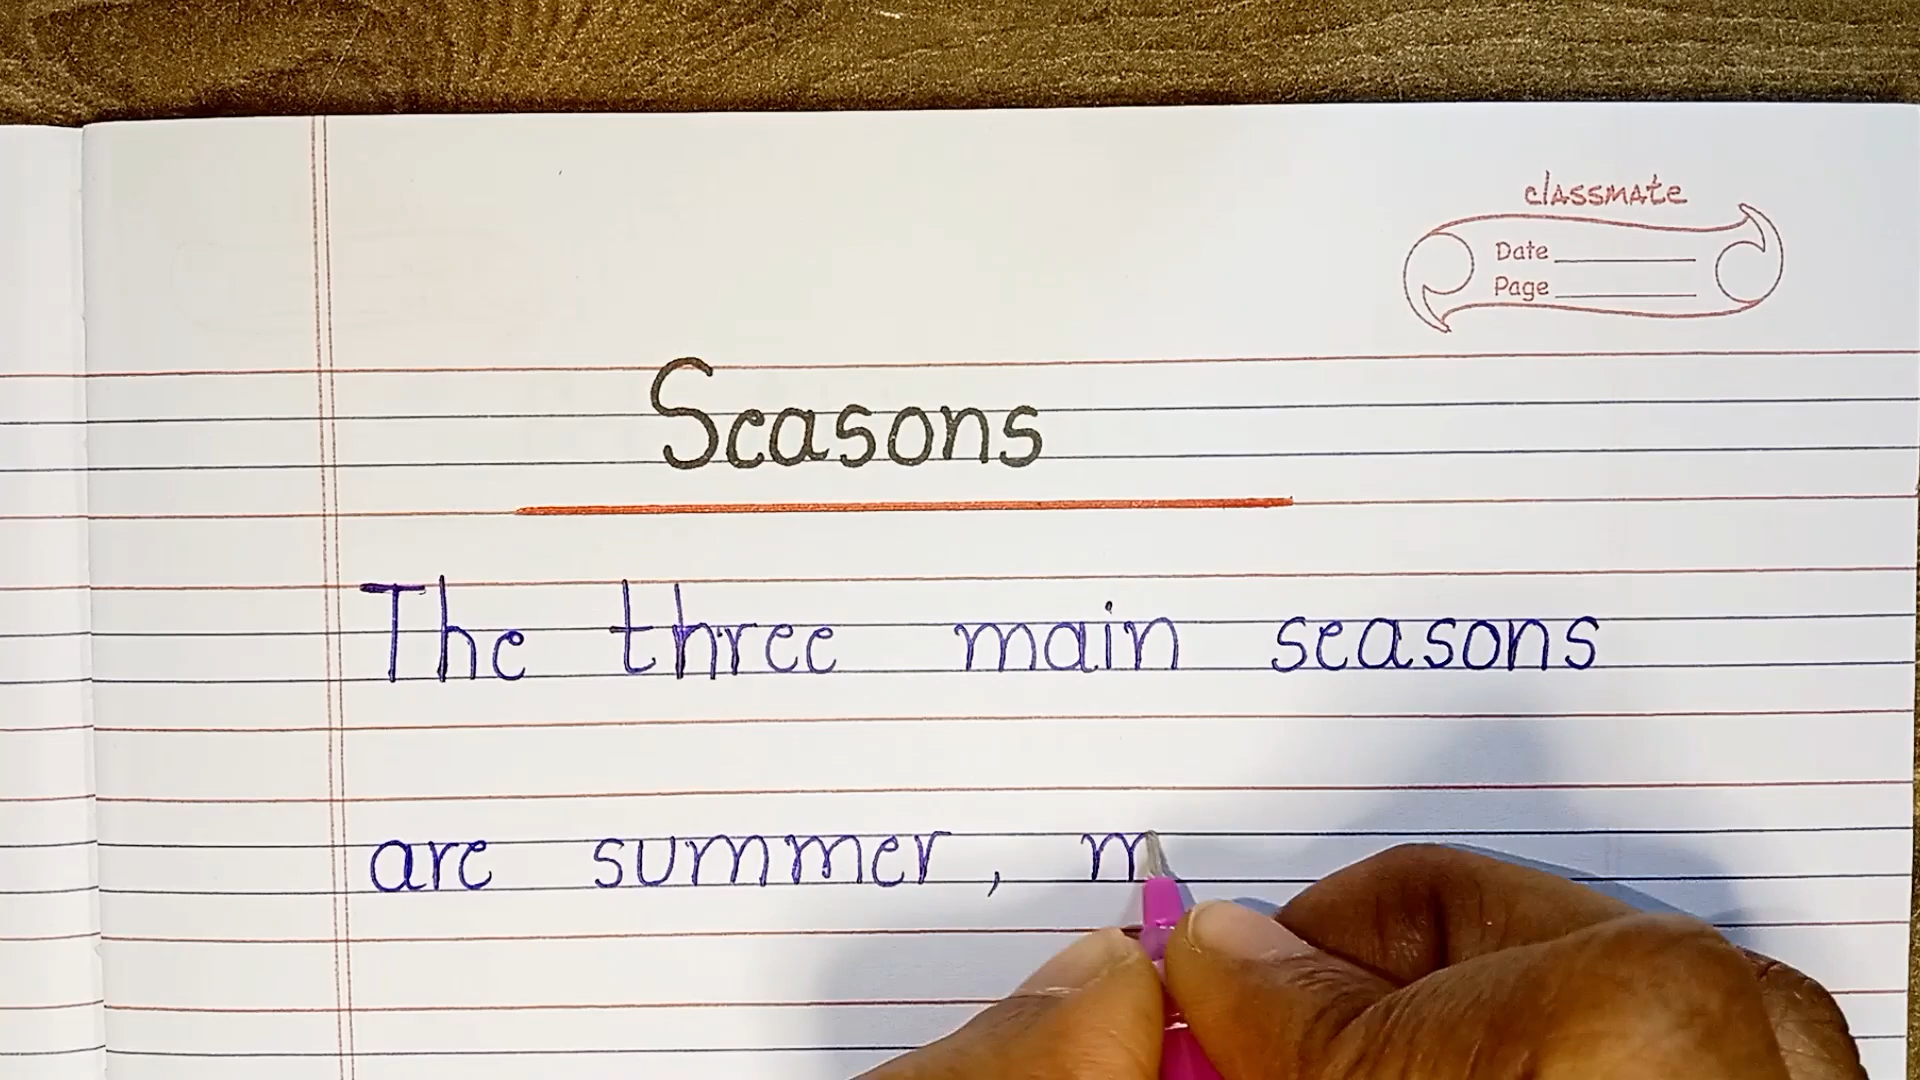 classmate
Date
Page
Seasons
The three main seasons
are summer, m